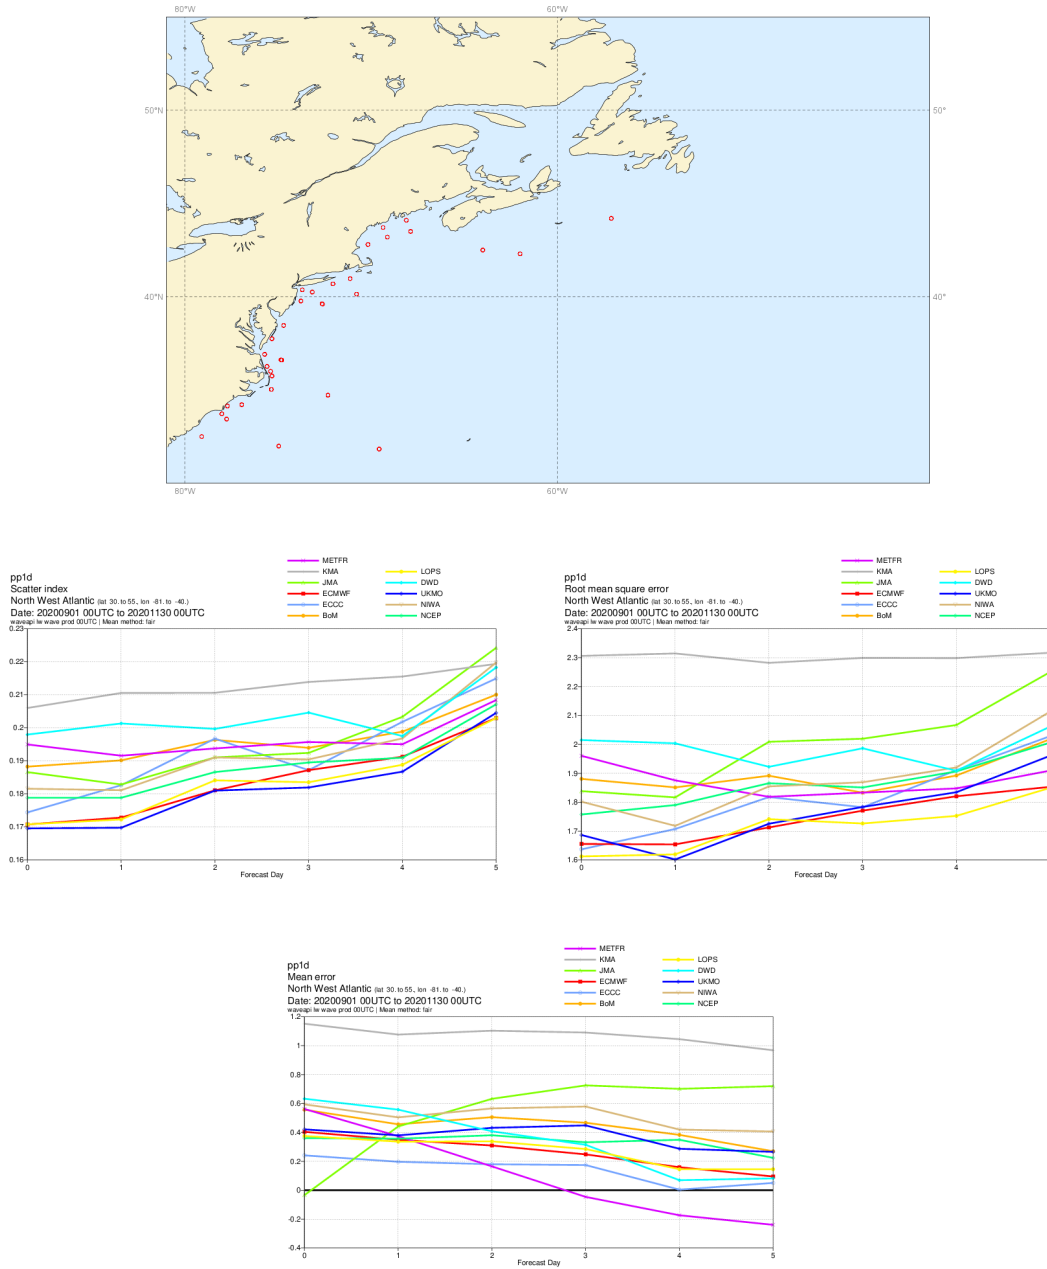 80°W 60°W
50°N 50°
40°N 40°
80°W 60°W
METFR
KMA LOPS
JMA DWD
ECMWF UKMO
ECCC NIWA
BoM NCEP
pp1d
Scatter index
North West Atlantic (lat 30. to 55., lon -81. to -40.)
Date: 20200901 00UTC to 20201130 00UTC
waveapi lw wave prod 00UTC | Mean method: fair
0.23
0.22
0.21
0.2
0.19
0.18
0.17
0.16
0 1 2 3 4 5
Forecast Day
METFR
KMA LOPS
JMA DWD
ECMWF UKMO
ECCC NIWA
BoM NCEP
pp1d
Root mean square error
North West Atlantic (lat 30. to 55., lon -81. to -40.)
Date: 20200901 00UTC to 20201130 00UTC
waveapi lw wave prod 00UTC | Mean method: fair
2.4
2.3
2.2
2.1
2
1.9
1.8
1.7
1.6
0 1 2 3 4
Forecast Day
METFR
KMA LOPS
JMA DWD
ECMWF UKMO
ECCC NIWA
BoM NCEP
pp1d
Mean error
North West Atlantic (lat 30. to 55., lon -81. to -40.)
Date: 20200901 00UTC to 20201130 00UTC
waveapi lw wave prod 00UTC | Mean method: fair
1.2
1
0.8
0.6
0.4
0.2
0
-0.2
-0.4
0 1 2 3 4 5
Forecast Day